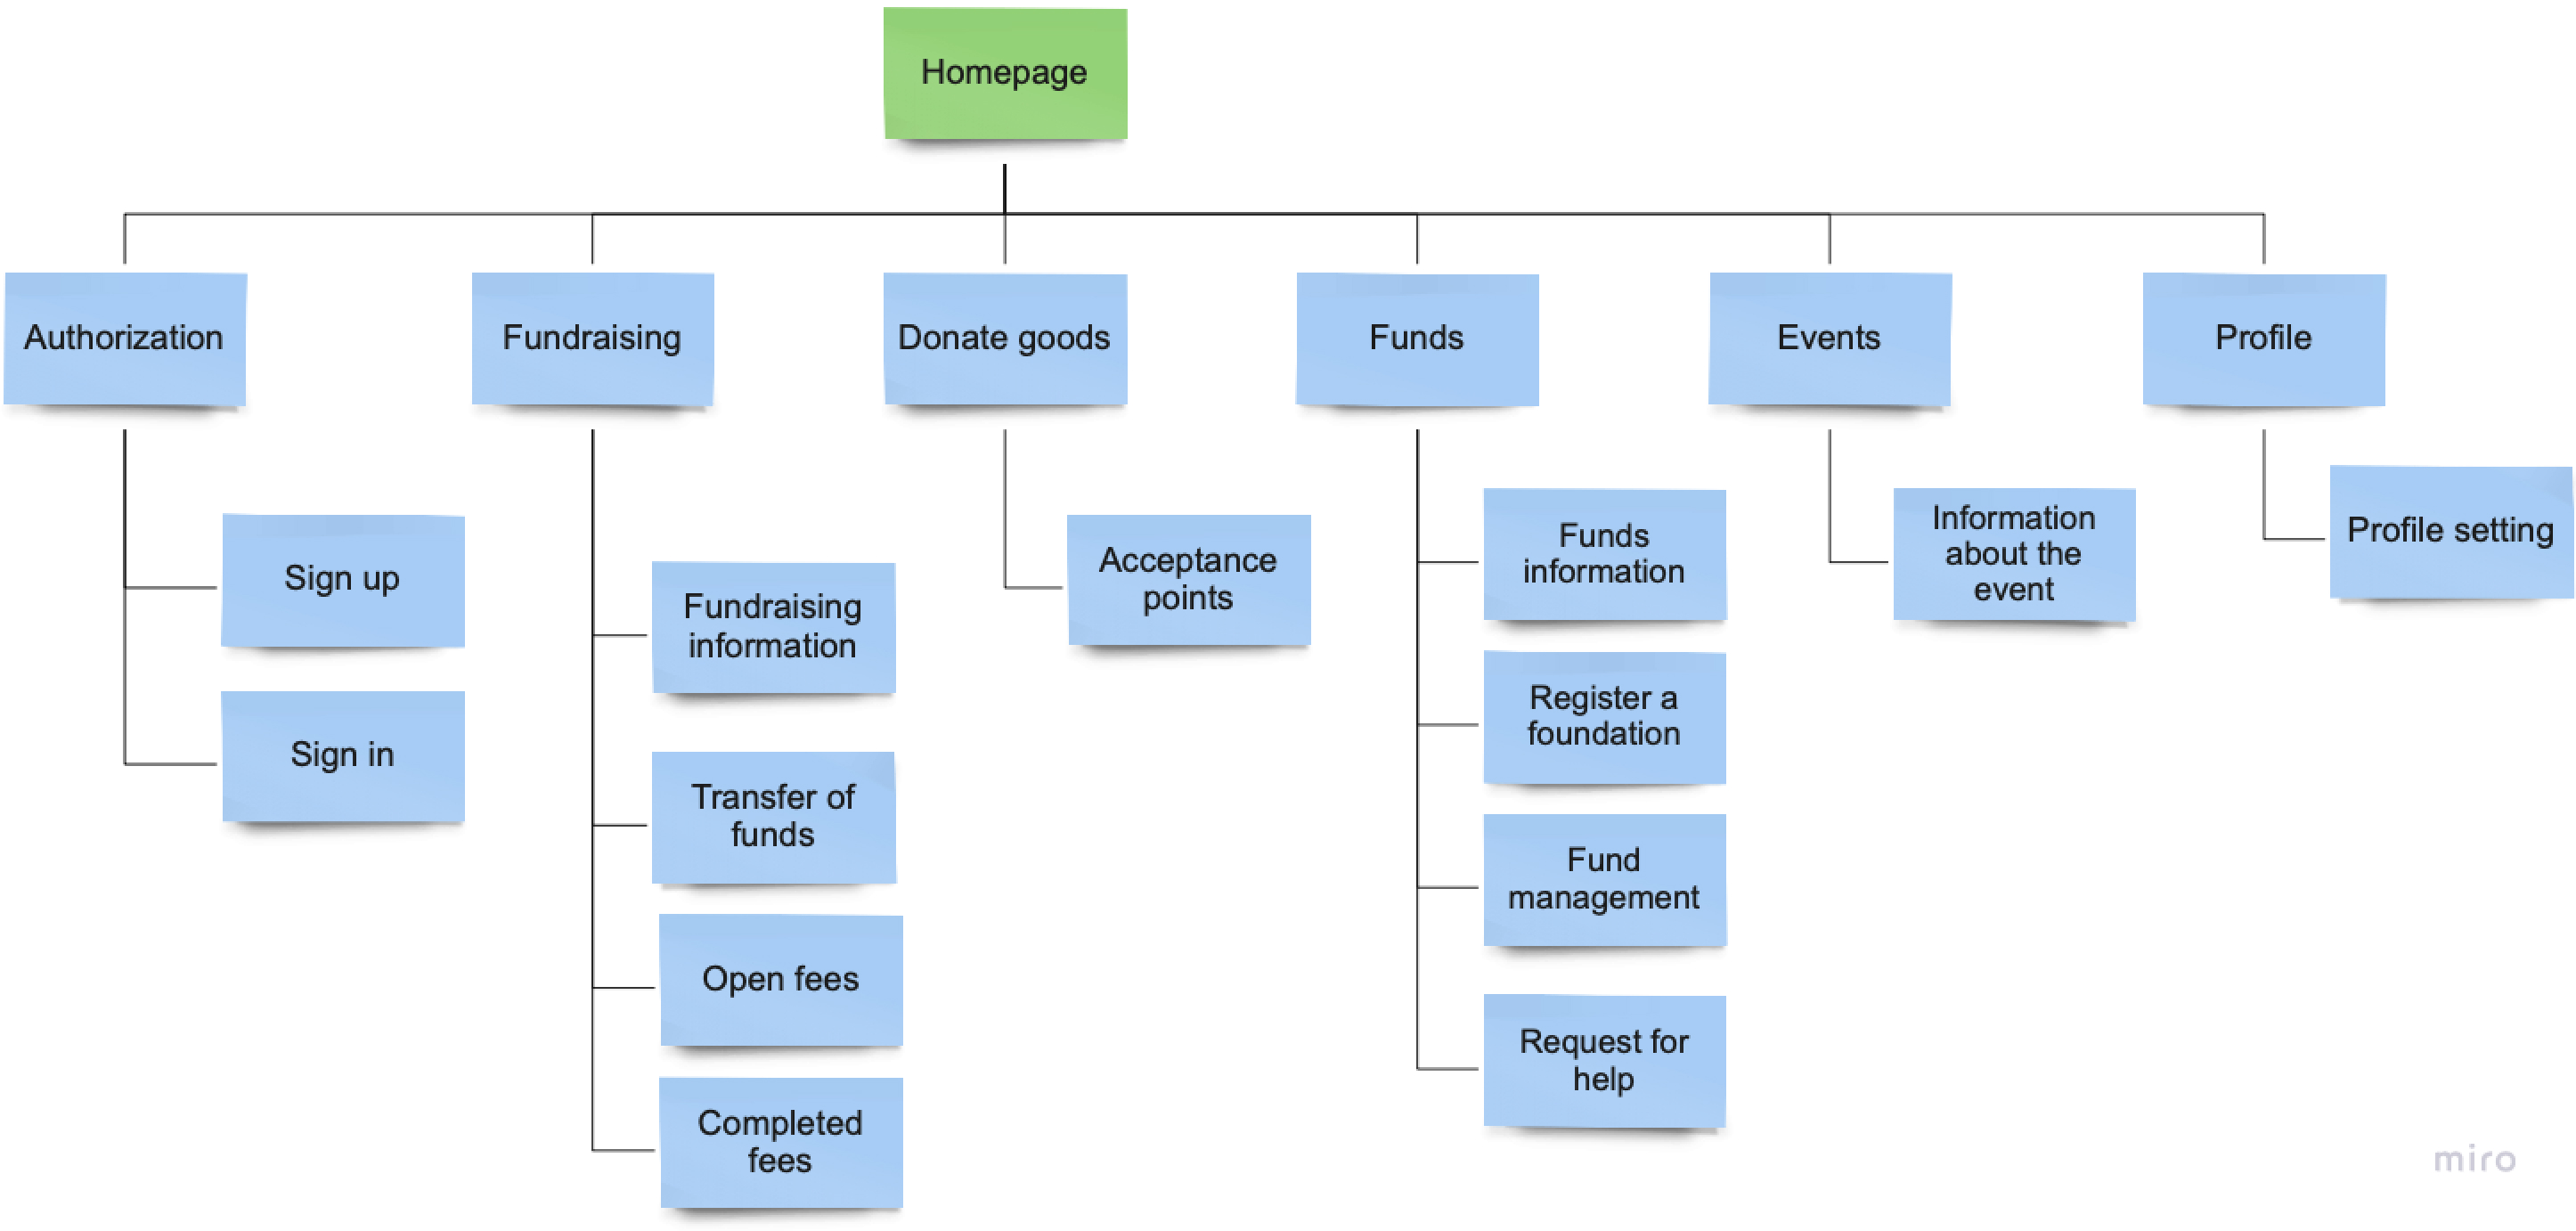 Homepage
Authorization
Fundraising
Donate goods
Funds
Events
Profile
Sign up
Sign in
Fundraising
information
Transfer of
funds
Open fees
Completed
fees
Acceptance
points
Funds
information
Register a
foundation
Fund
management
Request for
help
Information
about the
event
Profile setting
miro